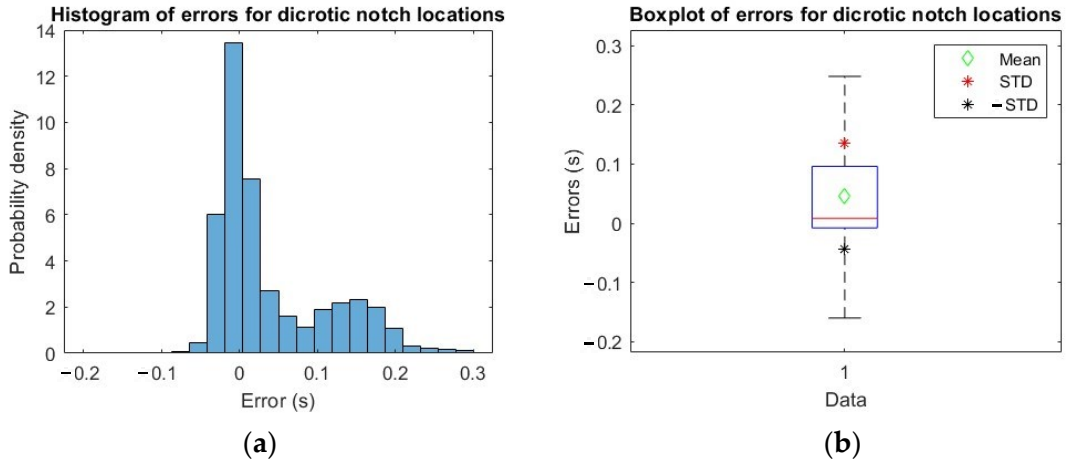 Histogram of errors for dicrotic notch locations
14
12
10
8
6
4
2
0
Probability density
−0.2 −0.1 0 0.1 0.2 0.3
Error (s)
(a)
Boxplot of errors for dicrotic notch locations
0.3
0.2
0.1
0
−0.1
−0.2
Errors (s)
Mean
STD
−STD
1
Data
(b)